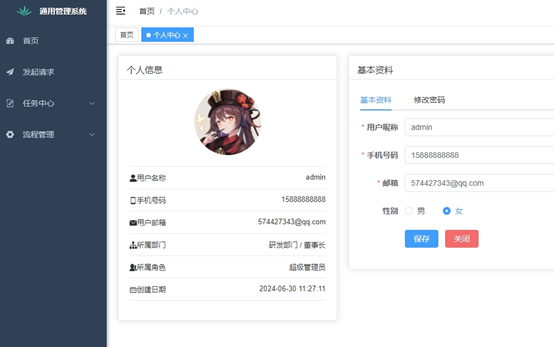 通用管理系统
首页
发起请求
任务中心
流程管理
首页 / 个人中心
首页
个人中心 ×
个人信息
用户名称 admin
手机号码 15888888888
用户邮箱 574427343@qq.com
所属部门 研发部门 / 董事长
所属角色 超级管理员
创建日期 2024-06-30 11:27:11
基本资料
基本资料 修改密码
* 用户昵称 admin
* 手机号码 15888888888
* 邮箱 574427343@qq.com
性别 男 女
保存 关闭